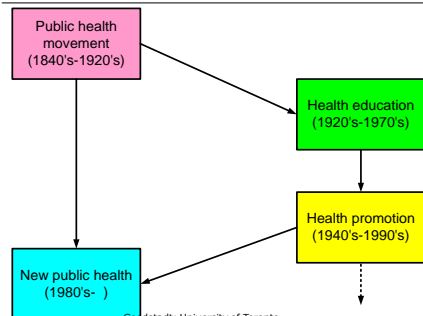 Public health
movement
(1840's-1920's)
Health education
(1920's-1970's)
Health promotion
(1940's-1990's)
New public health
(1980's- )
University of Toronto